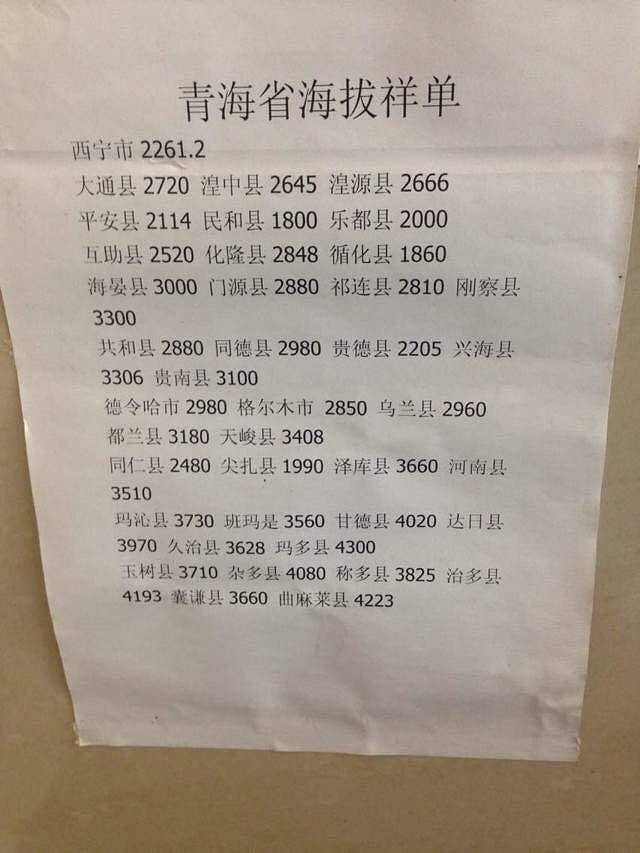 青海省海拔祥单
西宁市 2261.2
大通县 2720 湟中县 2645 湟源县 2666
平安县 2114 民和县 1800 乐都县 2000
互助县 2520 化隆县 2848 循化县 1860
海晏县 3000 门源县 2880 祁连县 2810 刚察县
3300
共和县 2880 同德县 2980 贵德县 2205 兴海县
3306 贵南县 3100
德令哈市 2980 格尔木市 2850 乌兰县 2960
都兰县 3180 天峻县 3408
同仁县 2480 尖扎县 1990 泽库县 3660 河南县
3510
玛沁县 3730 班玛是 3560 甘德县 4020 达日县
3970 久治县 3628 玛多县 4300
玉树县 3710 杂多县 4080 称多县 3825 治多县
4193 囊谦县 3660 曲麻莱县 4223